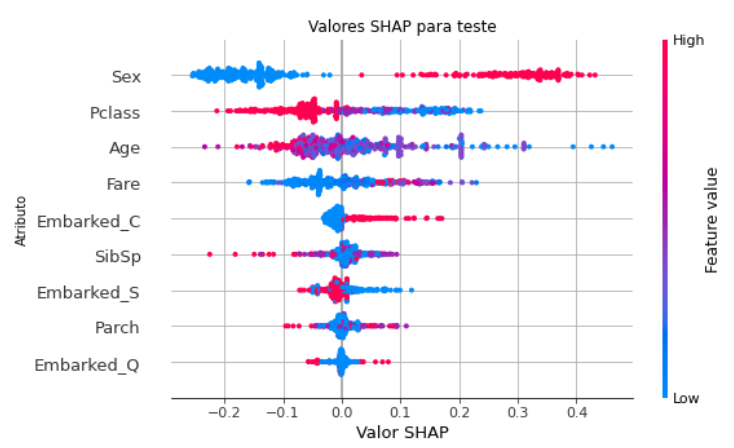 Valores SHAP para teste
High
Sex
Pclass
Age
Fare
Embarked_C
SibSp
Embarked_S
Parch
Embarked_Q
Atributo
Feature value
Low
−0.2 −0.1 0.0 0.1 0.2 0.3 0.4
Valor SHAP